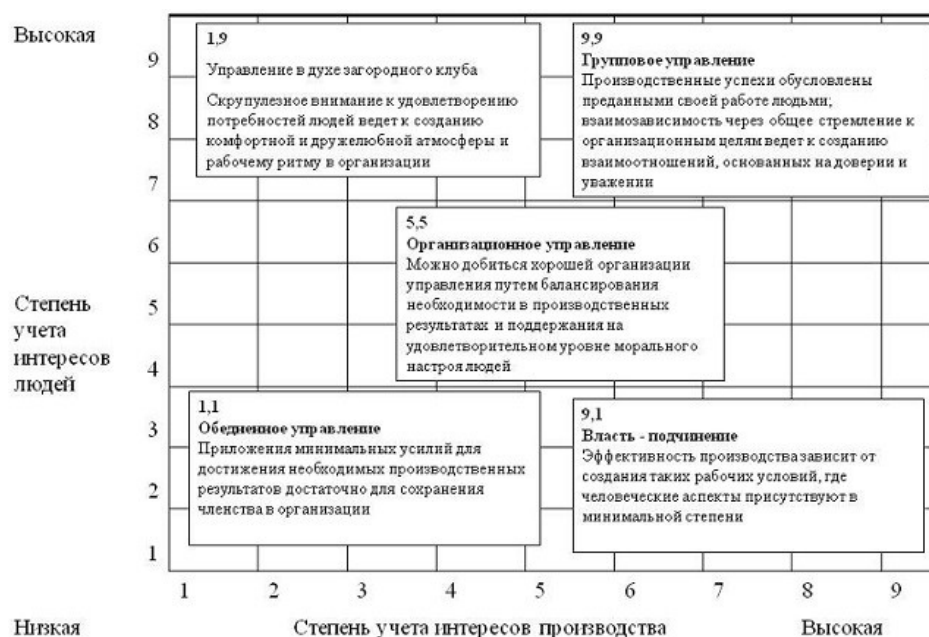 Высокая
9
8
7
6
5
4
3
2
1
Степень
учета
интересов
людей
1,9
Управление в духе загородного клуба
Скрупулезное внимание к удовлетворению
потребностей людей ведет к созданию
комфортной и дружелюбной атмосферы и
рабочему ритму в организации
9,9
Групповое управление
Производственные успехи обусловлены
преданными своей работе людьми;
взаимозависимость через общее стремление к
организационным целям ведет к созданию
взаимоотношений, основанных на доверии и
уважении
5,5
Организационное управление
Можно добиться хорошей организации
управления путем балансирования
необходимости в производственных
результатах и поддержания на
удовлетворительном уровне морального
настроя людей
1,1
Обедненное управление
Приложения минимальных усилий для
достижения необходимых производственных
результатов достаточно для сохранения
членства в организации
9,1
Власть - подчинение
Эффективность производства зависит от
создания таких рабочих условий, где
человеческие аспекты присутствуют в
минимальной степени
1 2 3 4 5 6 7 8 9
Низкая Степень учета интересов производства Высокая